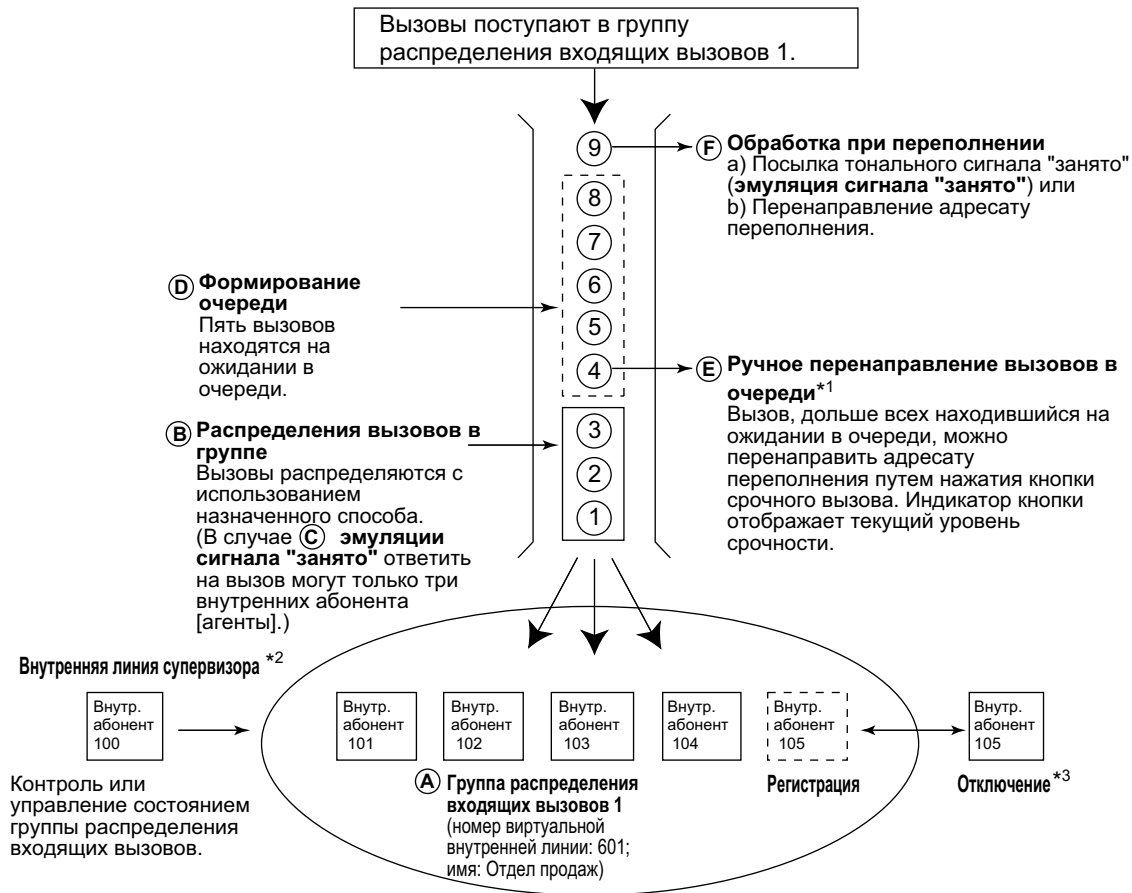 Вызовы поступают в группу
распределения входящих вызовов 1.
9
F Обработка при переполнении
a) Посылка тонального сигнала "занято"
(эмуляция сигнала "занято") или
b) Перенаправление адресату
переполнения.
8
7
6
5
4
D Формирование
очереди
Пять вызовов
находятся на
ожидании в
очереди.
E Ручное перенаправление вызовов в
очереди*1
Вызов, дольше всех находившийся на
ожидании в очереди, можно
перенаправить адресату
переполнения путем нажатия кнопки
срочного вызова. Индикатор кнопки
отображает текущий уровень
срочности.
B Распределения вызовов в
группе
Вызовы распределяются с
использованием
назначенного способа.
(В случае C эмуляции
сигнала "занято" ответить
на вызов могут только три
внутренних абонента
[агенты].)
3
2
1
Внутренняя линия супервизора *2
Внутр.
абонент
100
Контроль или
управление состоянием
группы распределения
входящих вызовов.
Внутр.
абонент
101
Внутр.
абонент
102
Внутр.
абонент
103
Внутр.
абонент
104
Внутр.
абонент
105
Внутр.
абонент
105
A Группа распределения
входящих вызовов 1
(номер виртуальной
внутренней линии: 601;
имя: Отдел продаж)
Регистрация
Отключение*3